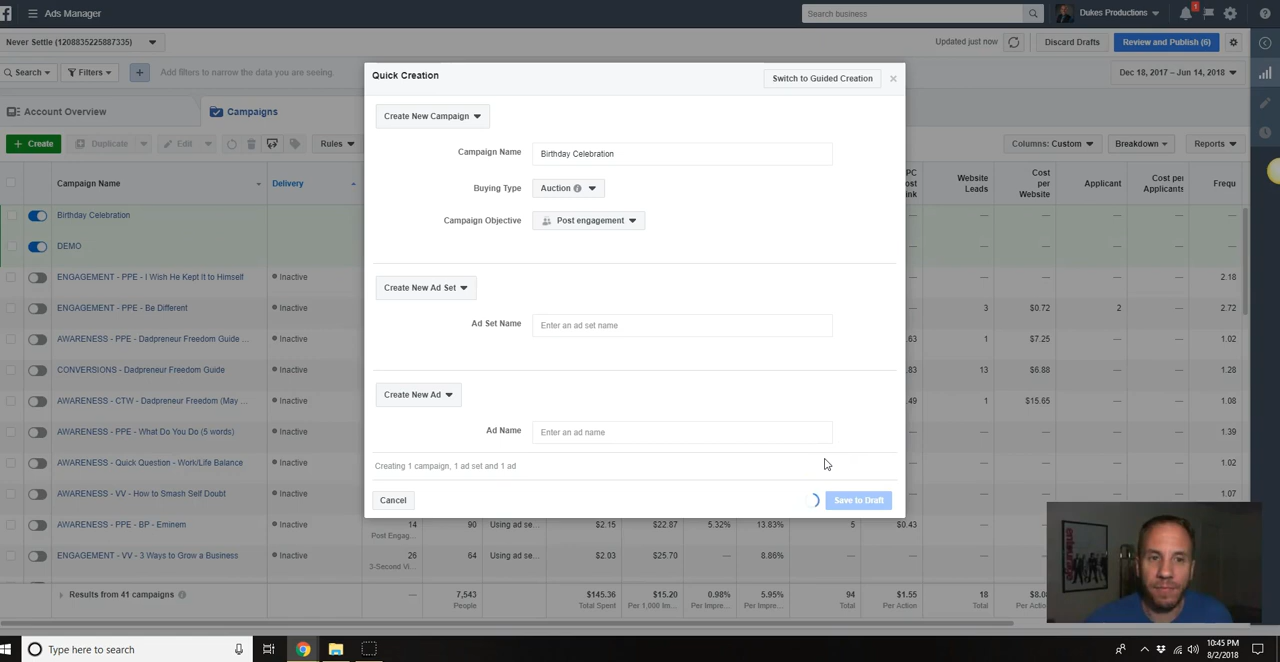 Ads Manager
Search business
Dukes Productions
1
Never Settle (1208835225887335)
Updated just now
Discard Drafts
Review and Publish (6)
Search
Filters
Add filters to narrow the data you are seeing.
Dec 18, 2017 – Jun 14, 2018
Quick Creation
Switch to Guided Creation
Account Overview
Campaigns
Create New Campaign
Create
Duplicate
Edit
Rules
Columns: Custom
Breakdown
Reports
Campaign Name
Birthday Celebration
Buying Type
Auction
Campaign Objective
Post engagement
Campaign Name
Delivery
PC
ost
ink
Website
Leads
Cost
per
Website
Applicant
Cost per
Applicants
Frequ
Birthday Celebration
— — — — —
DEMO
— — — — —
ENGAGEMENT - PPE - I Wish He Kept It to Himself
Inactive
— — — — 2.18
Create New Ad Set
ENGAGEMENT - PPE - Be Different
Inactive
3 $0.72 2 — 2.72
Ad Set Name
Enter an ad set name
AWARENESS - PPE - Dadpreneur Freedom Guide ...
Inactive
.63 1 $7.25 — — 1.02
CONVERSIONS - Dadpreneur Freedom Guide
Inactive
.83 13 $6.88 — — 1.28
Create New Ad
AWARENESS - CTW - Dadpreneur Freedom (May ...
Inactive
.49 1 $15.65 — — 1.08
Ad Name
Enter an ad name
AWARENESS - PPE - What Do You Do (5 words)
Inactive
— — — — 1.39
Creating 1 campaign, 1 ad set and 1 ad
AWARENESS - Quick Question - Work/Life Balance
Inactive
— — — — 1.02
Cancel
Save to Draft
AWARENESS - VV - How to Smash Self Doubt
Inactive
— — — — 1.07
AWARENESS - PPE - BP - Eminem
Inactive
14 90 Using ad se... $2.15 $22.87 5.32% 13.83% 5 $0.43
Post Engag...
ENGAGEMENT - VV - 3 Ways to Grow a Business
Inactive
26 64 Using ad se... $2.03 $25.70 — 8.86% — —
3-Second Vi...
Results from 41 campaigns
— 7,543 $145.36 $15.20 0.98% 5.95% 94 $1.55 18 $8.0
People Total Spent Per 1,000 Im... Per Impre... Per Impre... Total Per Action Total Per Actio
Type here to search
10:45 PM
8/2/2018